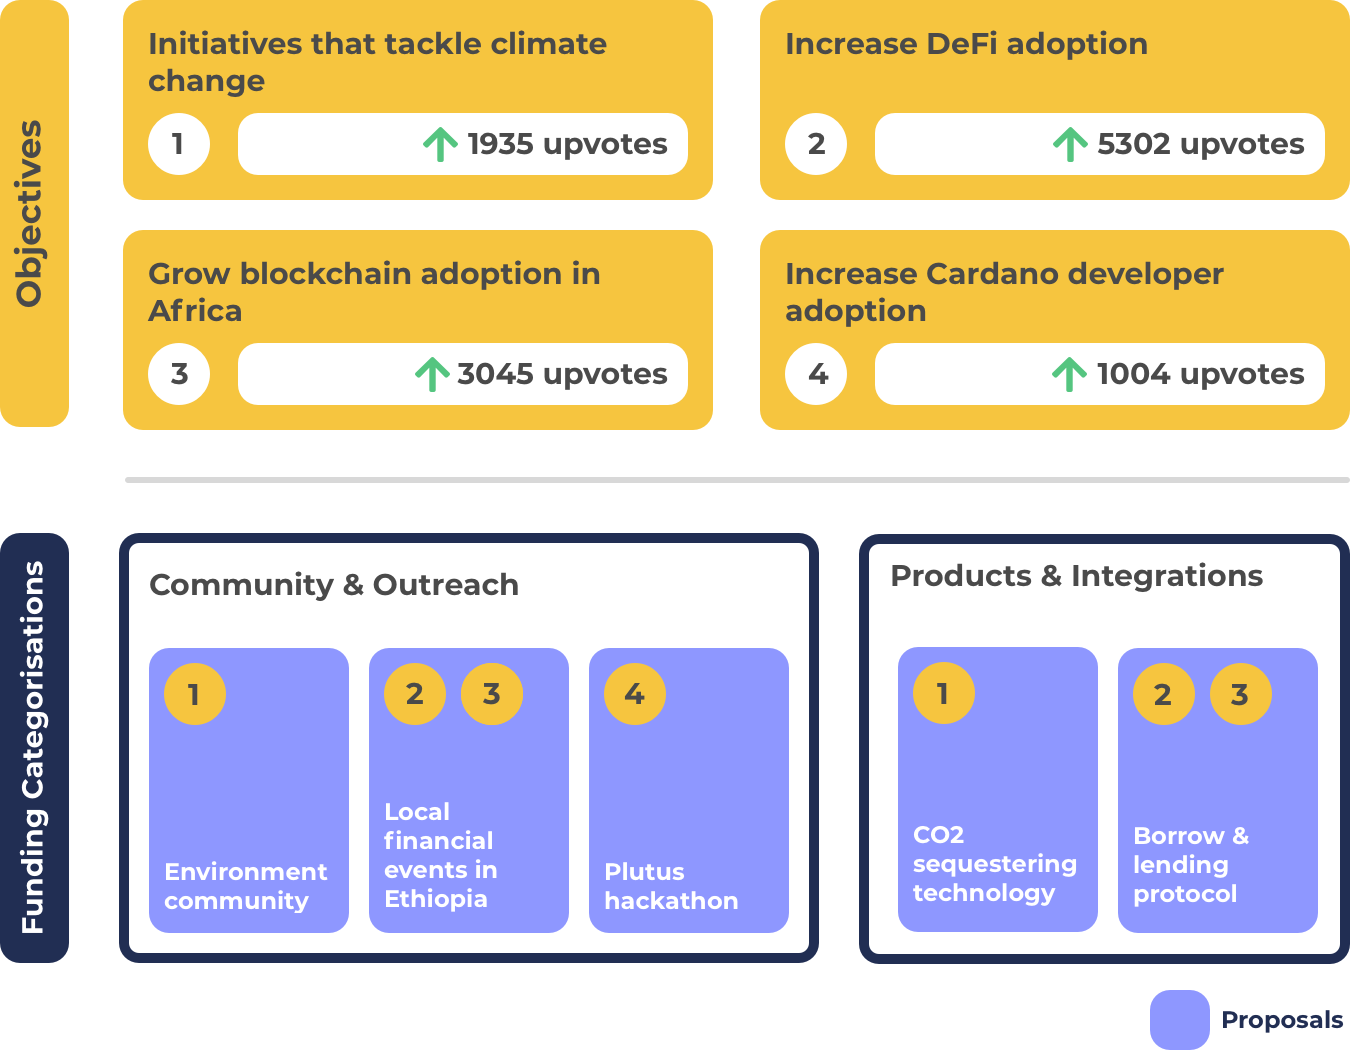 Objectives
Initiatives that tackle climate
change
1
1935 upvotes
Increase DeFi adoption
2
5302 upvotes
Grow blockchain adoption in
Africa
3
3045 upvotes
Increase Cardano developer
adoption
4
1004 upvotes
Funding Categorisations
Community & Outreach
1
Environment
community
2 3
Local
financial
events in
Ethiopia
4
Plutus
hackathon
Products & Integrations
1
CO2
sequestering
technology
2 3
Borrow &
lending
protocol
Proposals